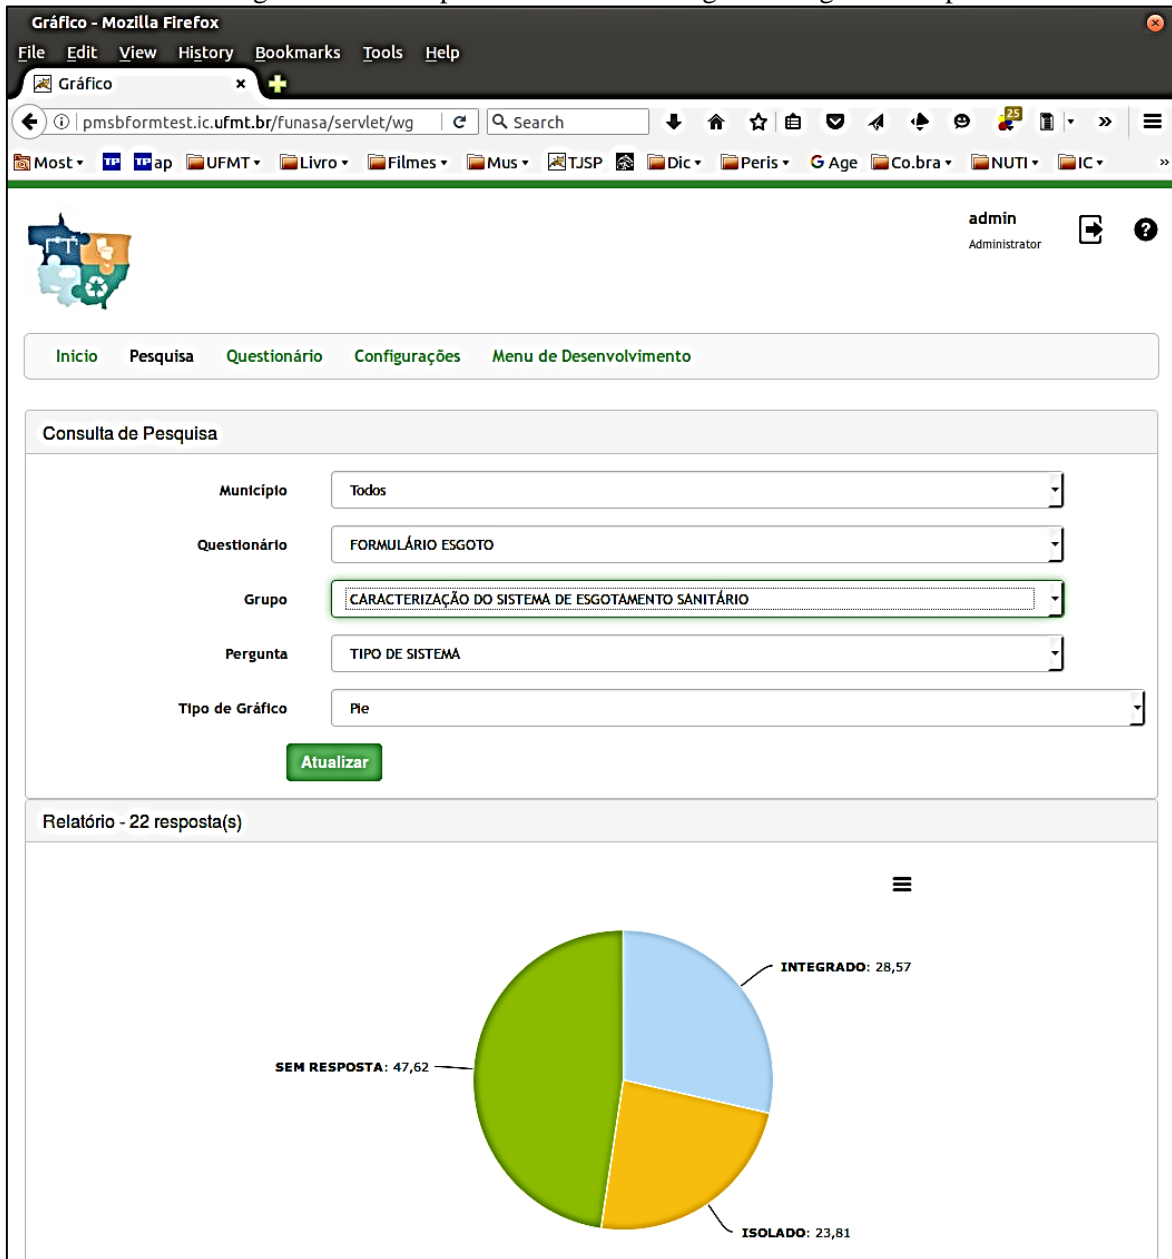 Gráfico - Mozilla Firefox
File Edit View History Bookmarks Tools Help
Gráfico
pmsbformtest.ic.ufmt.br/funasa/servlet/wg Search 25
Most TP TP ap UFMT Livro Filmes Mus TJSP Dic Peris G Age Co.bra NUTI IC »
admin
Administrator
Inicio Pesquisa Questionário Configurações Menu de Desenvolvimento
Consulta de Pesquisa
Município Todos
Questionário FORMULÁRIO ESGOTO
Grupo CARACTERIZAÇÃO DO SISTEMA DE ESGOTAMENTO SANITÁRIO
Pergunta TIPO DE SISTEMA
Tipo de Gráfico Pie
Atualizar
Relatório - 22 resposta(s)
INTEGRADO: 28,57
SEM RESPOSTA: 47,62
ISOLADO: 23,81